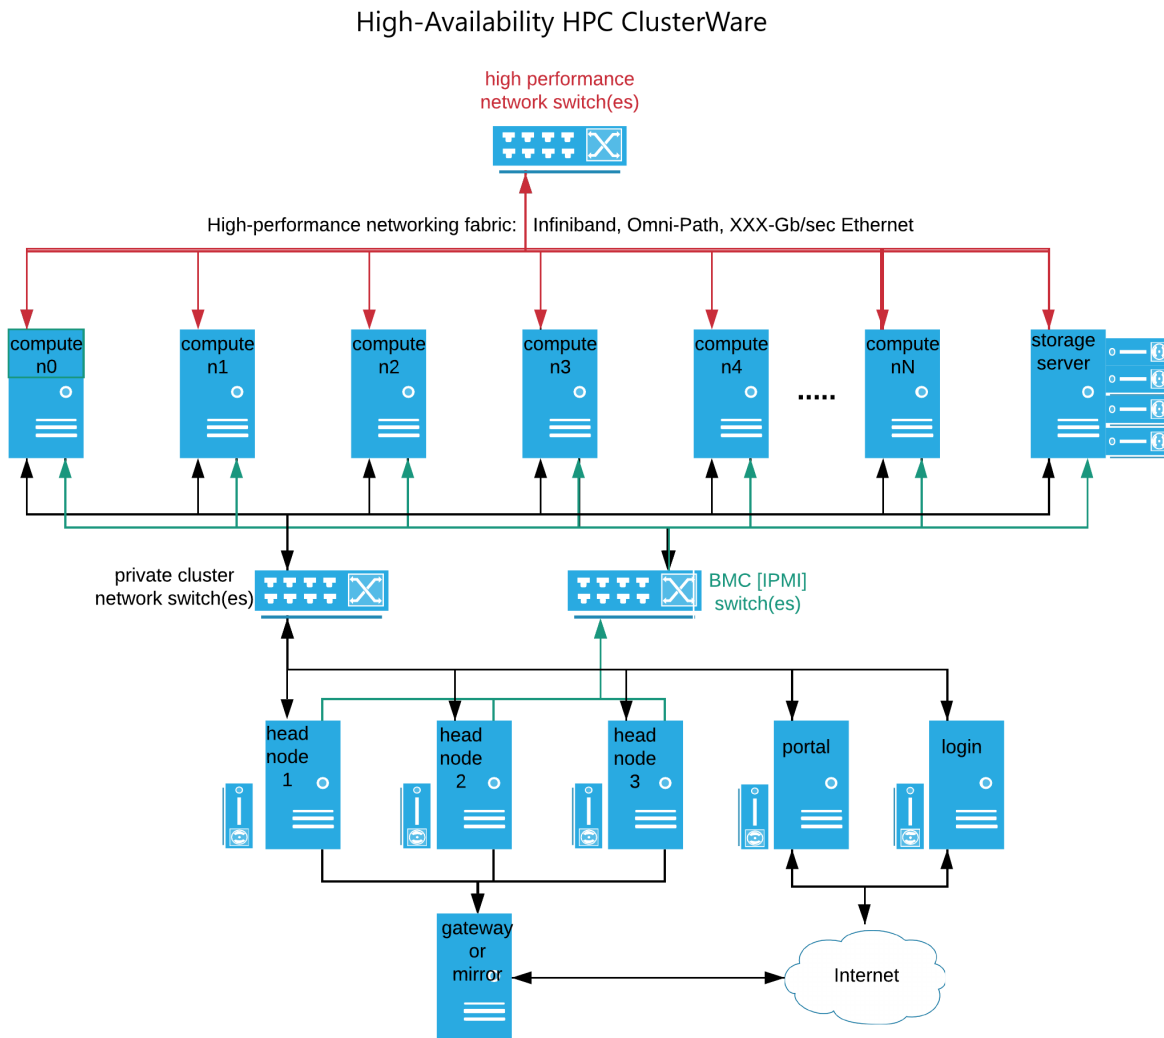 High-Availability HPC ClusterWare
high performance
network switch(es)
High-performance networking fabric:
Infiniband, Omni-Path, XXX-Gb/sec Ethernet
compute
n0
compute
n1
compute
n2
compute
n3
compute
n4
.....
compute
nN
storage
server
private cluster
network switch(es)
BMC [IPMI]
switch(es)
head
node
1
head
node
2
head
node
3
portal
login
gateway
or
mirror
Internet